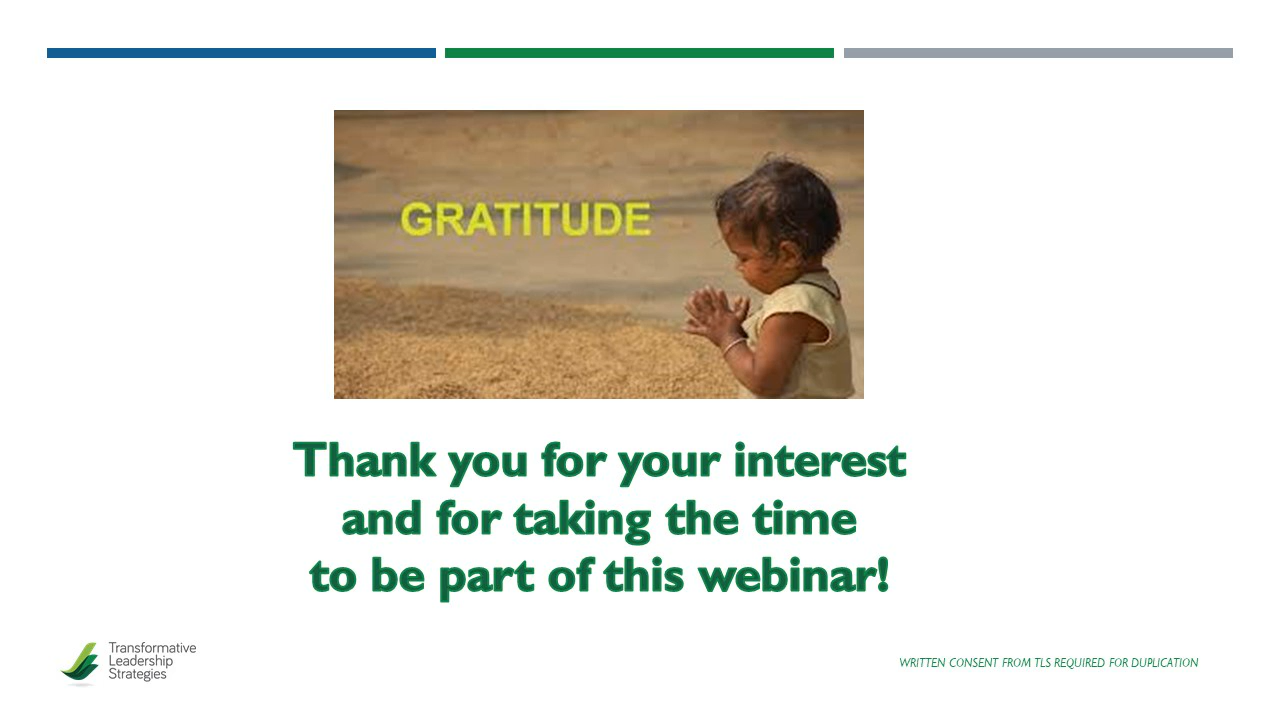 GRATITUDE
Thank you for your interest
and for taking the time
to be part of this webinar!
Transformative
Leadership
Strategies
WRITTEN CONSENT FROM TLS REQUIRED FOR DUPLICATION